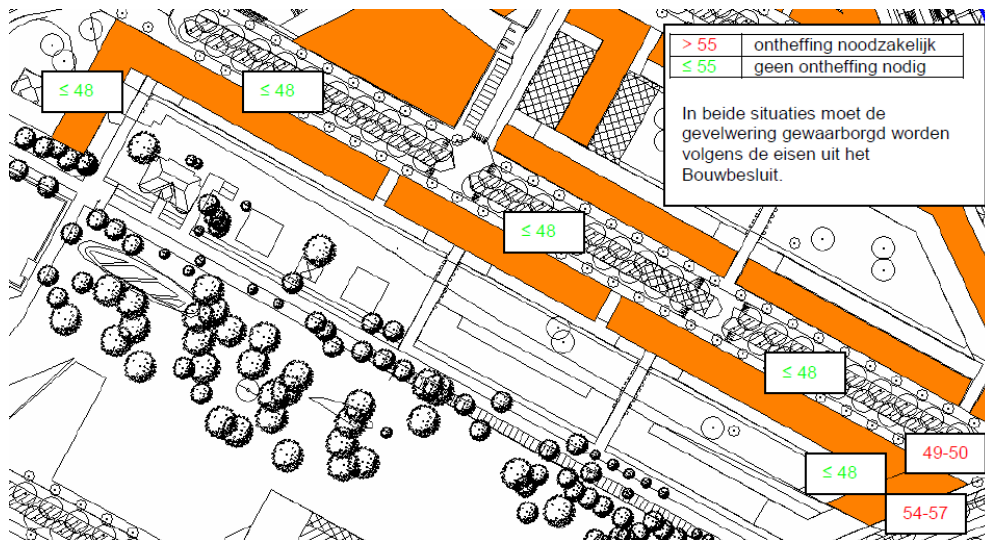 > 55 ontheffing noodzakelijk
≤ 55 geen ontheffing nodig
In beide situaties moet de
gevelwering gewaarborgd worden
volgens de eisen uit het
Bouwbesluit.
≤ 48
≤ 48
≤ 48
≤ 48
49-50
≤ 48
54-57